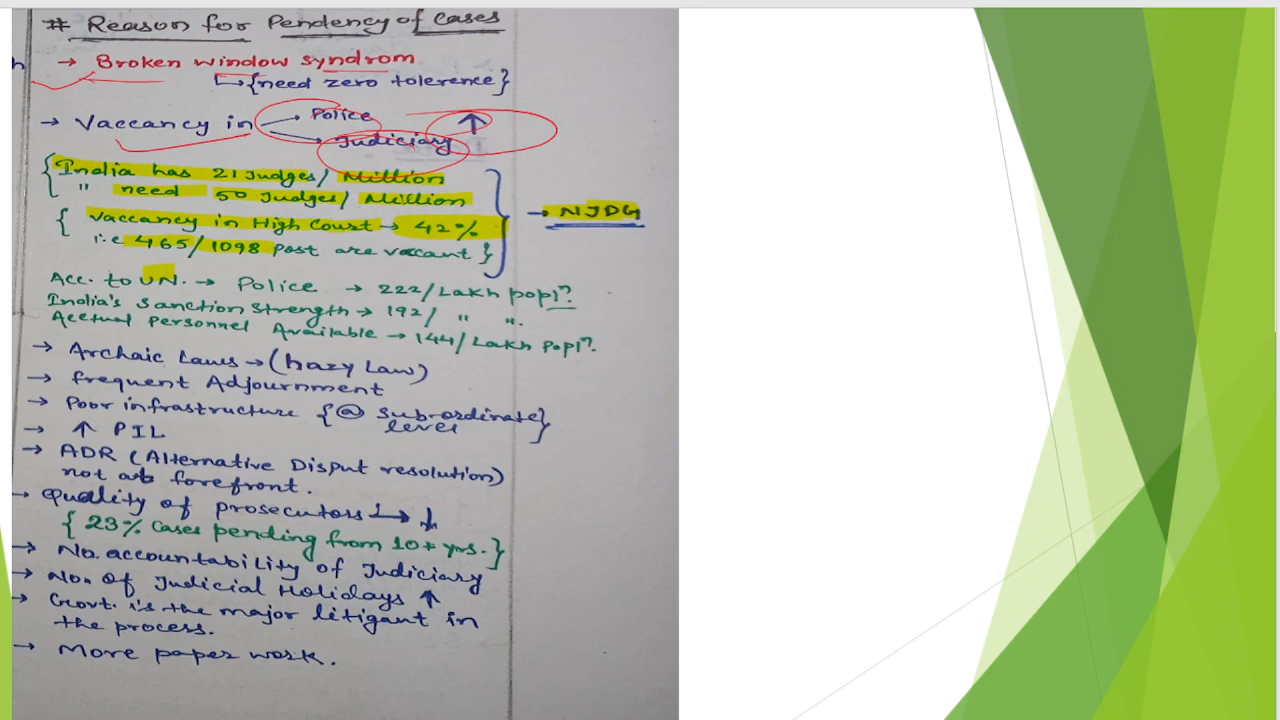 # Reason for Pendency of Cases
→ Broken window syndrom
↳ {need zero tolerence}
→ Vaccancy in → Police ↑
→ Judiciary
{India has 21 Judges/ Million
" need 50 Judges/ Million
{ Vaccancy in High Court → 42%
i.e 465/1098 Post are vaccant } → NJDG
Acc. to UN. → Police → 222/Lakh popln.
India's Sanction Strength → 192/ " ".
Acctual Personnel Available → 144/Lakh Popln.
→ Archaic Laws → (hazy Law)
→ frequent Adjournment
→ Poor infrastructure {@ Sub-ordinate level}
→ ↑ PIL
→ ADR (Alternative Disput resolution)
not at forefront.
→ Quality of prosecutors ↓
{ 23% Cases pending from 10+ yrs. }
→ No. accountability of Judiciary
→ No. of Judicial Holidays ↑
→ Govt. is the major litigant in
the process.
→ More paper work.